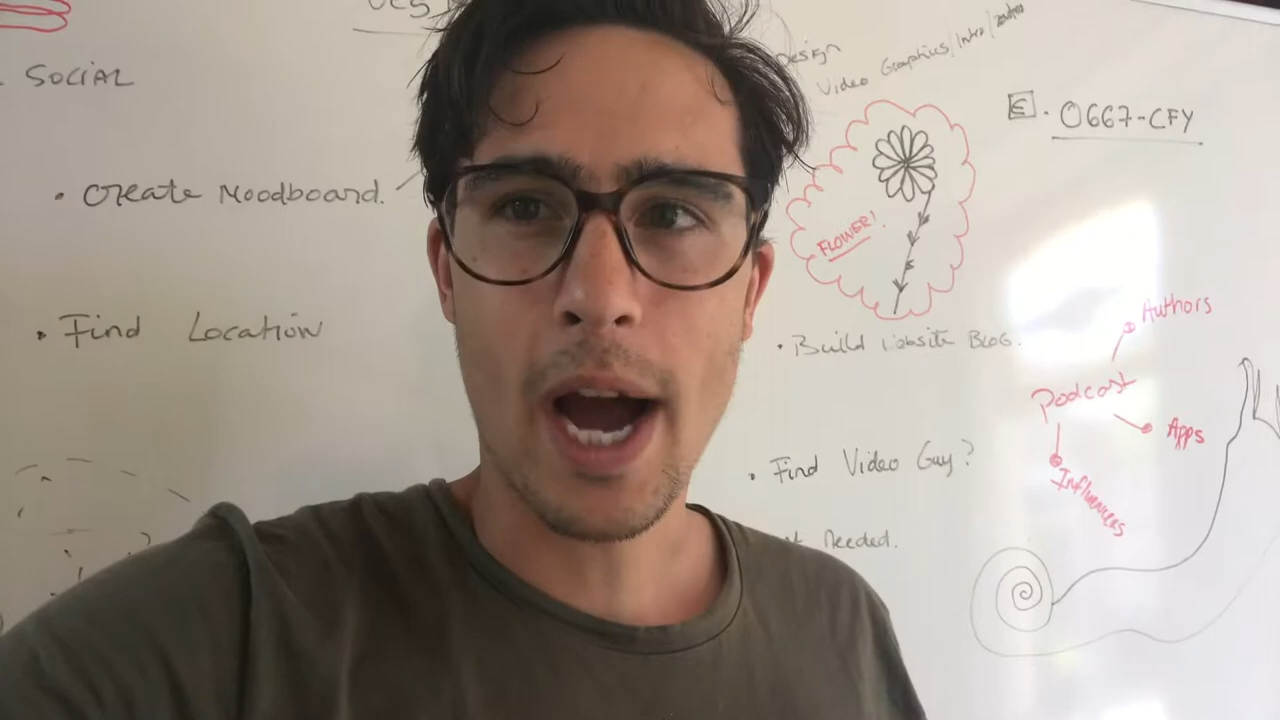 SOCIAL
• Create Moodboard.
• Find Location
Design
Video Graphics/Intro/
FLOWER!
• Build Website BLOG.
• Find Video Guy?
Needed.
E. 0667-CFY
Authors
Podcast
Apps
Influencers